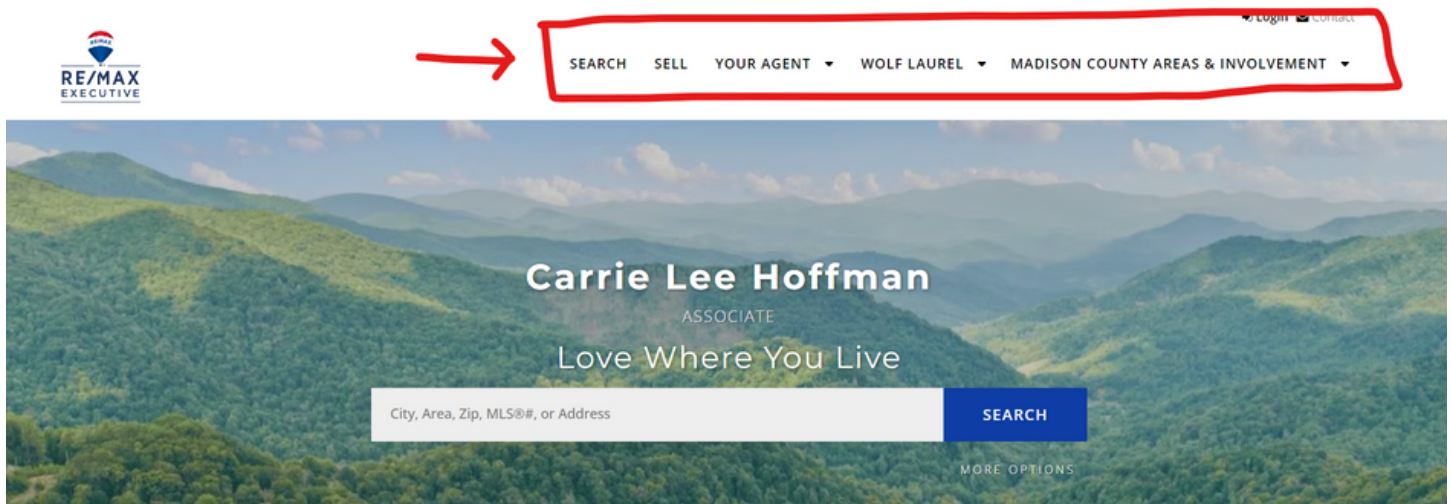 Login Contact
RE/MAX
RE/MAX
EXECUTIVE
SEARCH SELL YOUR AGENT WOLF LAUREL MADISON COUNTY AREAS & INVOLVEMENT
Carrie Lee Hoffman
ASSOCIATE
Love Where You Live
City, Area, Zip, MLS®#, or Address SEARCH
MORE OPTIONS